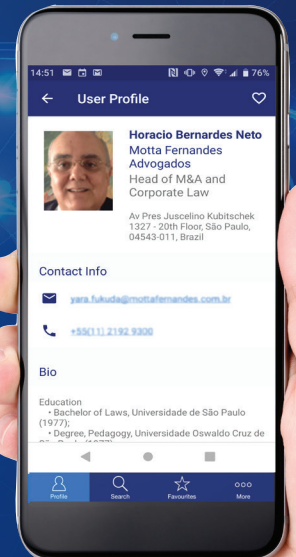 14:51
76%
User Profile
Horacio Bernardes Neto
Motta Fernandes
Advogados
Head of M&A and
Corporate Law
Av Pres Juscelino Kubitschek
1327 - 20th Floor, São Paulo,
04543-011, Brazil
Contact Info
yara.fukuda@mottafernandes.com.br
+55(11) 2192 9300
Bio
Education
• Bachelor of Laws, Universidade de São Paulo
(1977);
• Degree, Pedagogy, Universidade Oswaldo Cruz de
São Paulo (1977)
Profile
Search
Favourites
More